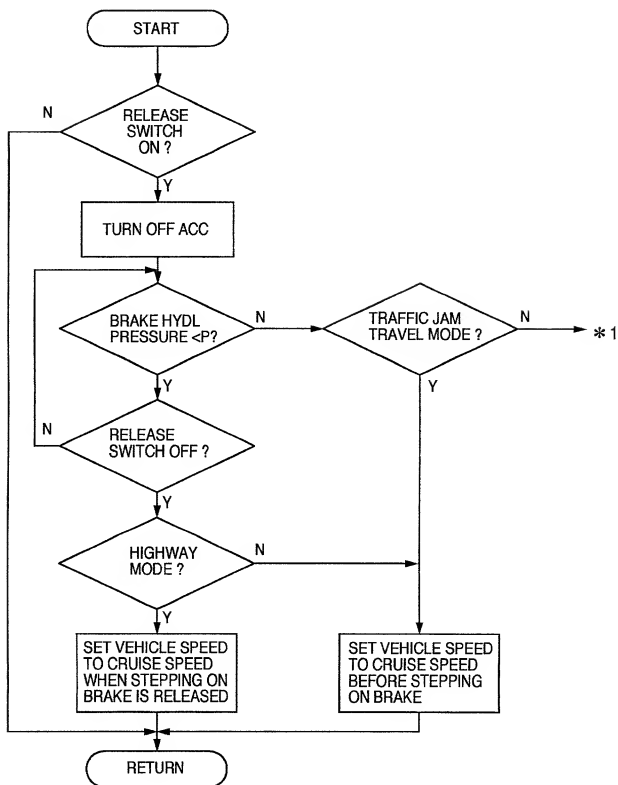 START
N
RELEASE
SWITCH
ON ?
Y
TURN OFF ACC
BRAKE HYDL
PRESSURE <P?
N
TRAFFIC JAM
TRAVEL MODE ?
N
*1
Y
Y
N
RELEASE
SWITCH OFF ?
Y
HIGHWAY
MODE ?
N
Y
SET VEHICLE SPEED
TO CRUISE SPEED
WHEN STEPPING ON
BRAKE IS RELEASED
SET VEHICLE SPEED
TO CRUISE SPEED
BEFORE STEPPING
ON BRAKE
RETURN